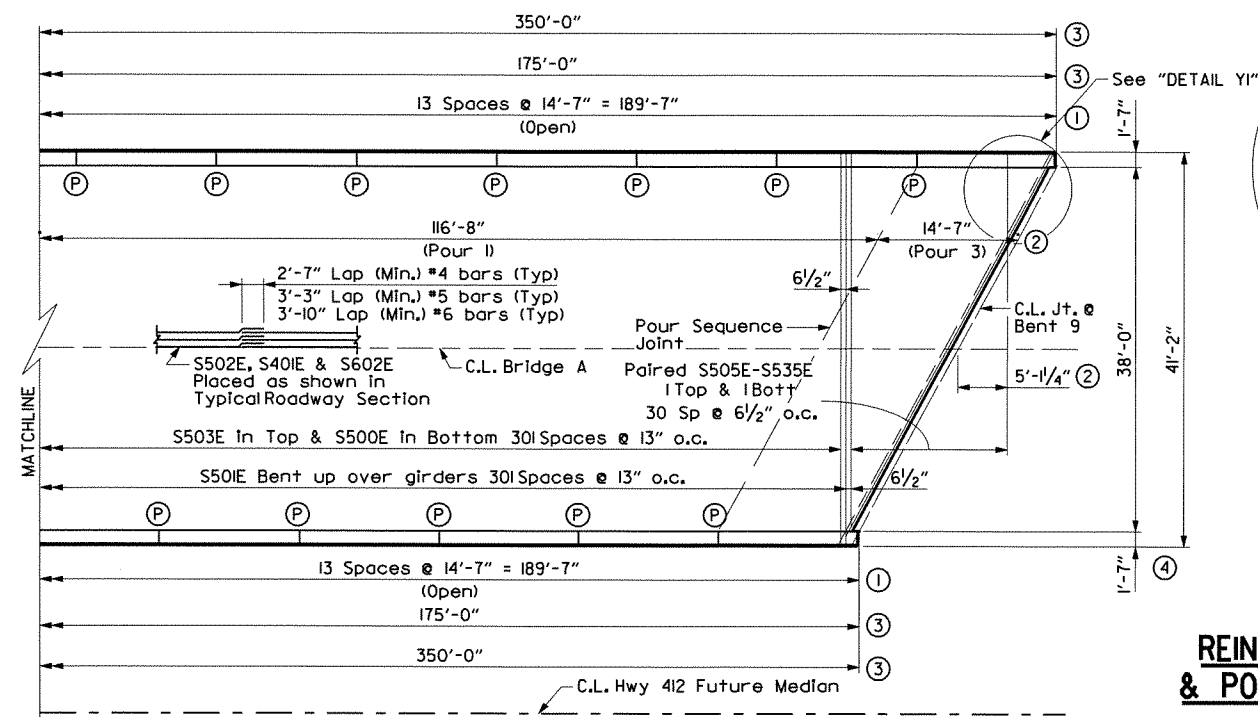 350'-0"
③
175'-0"
③
See "DETAIL Y1"
13 Spaces @ 14'-7" = 189'-7"
(Open)
①
1'-7"
P P P P P P P
116'-8"
(Pour 1)
14'-7"
(Pour 3)
②
2'-7" Lap (Min.) #4 bars (Typ)
3'-3" Lap (Min.) #5 bars (Typ)
3'-10" Lap (Min.) #6 bars (Typ)
6½"
C.L. Jt. @
Bent 9
Pour Sequence
Joint
38'-0"
41'-2"
S502E, S401E & S602E
Placed as shown in
Typical Roadway Section
C.L. Bridge A
Paired S505E-S535E
1 Top & 1 Bott
30 Sp @ 6½" o.c.
5'-1¼" ②
MATCHLINE
S503E in Top & S500E in Bottom 301 Spaces @ 13" o.c.
S501E Bent up over girders 301 Spaces @ 13" o.c.
6½"
P P P P P
13 Spaces @ 14'-7" = 189'-7"
(Open)
①
1'-7"
④
175'-0"
③
350'-0"
③
REIN
& PO
C.L. Hwy 412 Future Median